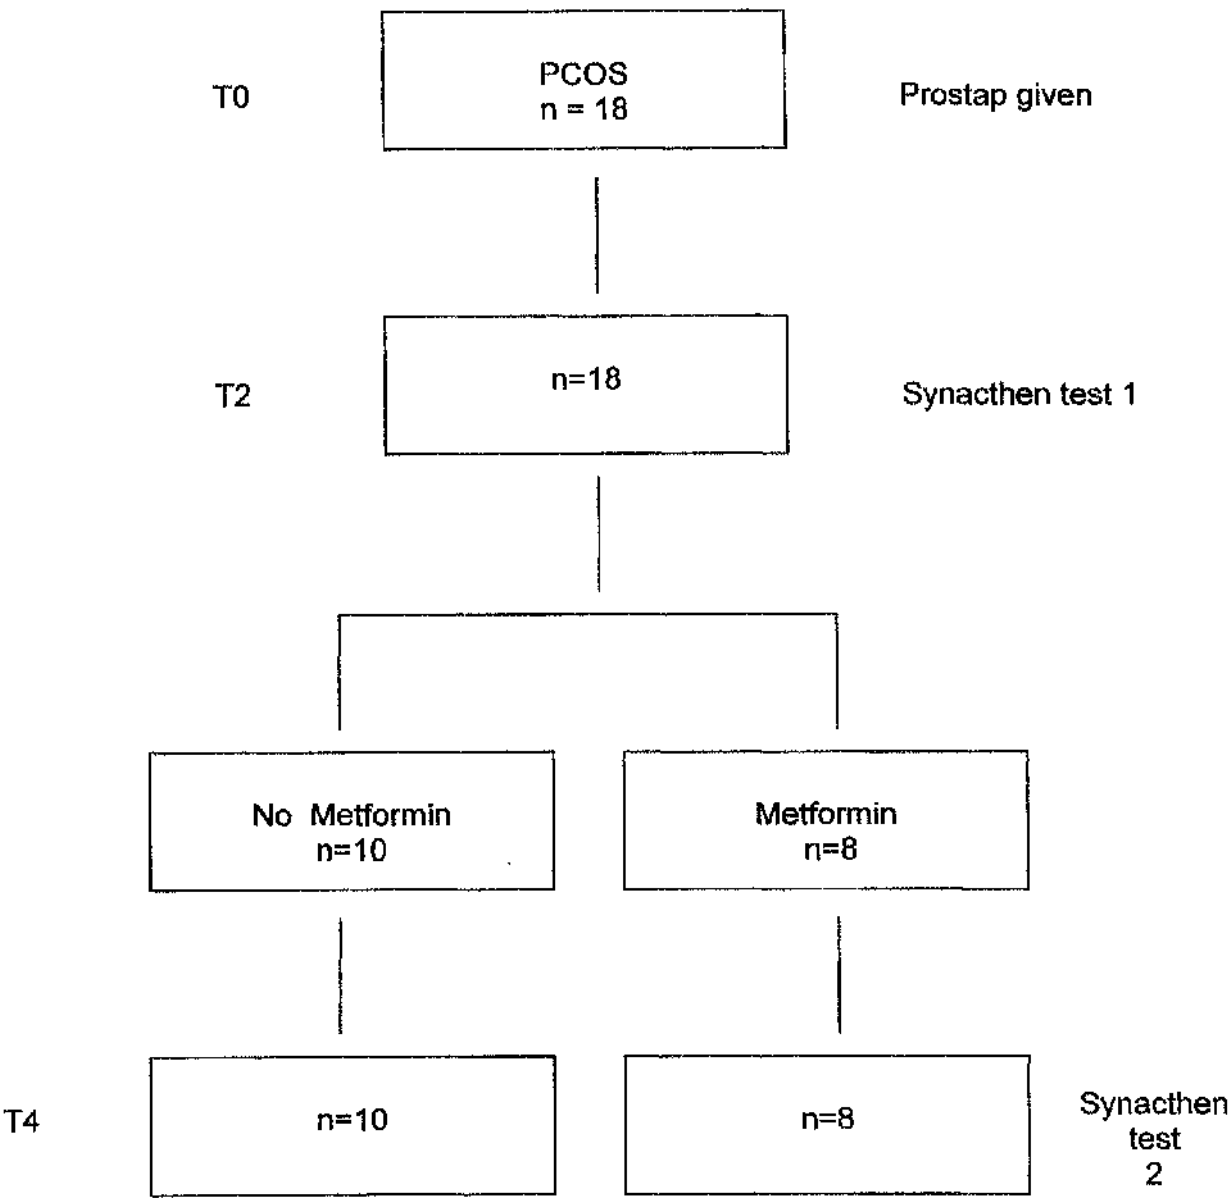 PCOS
T0
n = 18
Prostap given
n=18
T2
Synacthen test 1
No Metformin
n=10
Metformin
n=8
T4
n=10
n=8
Synacthen
test
2